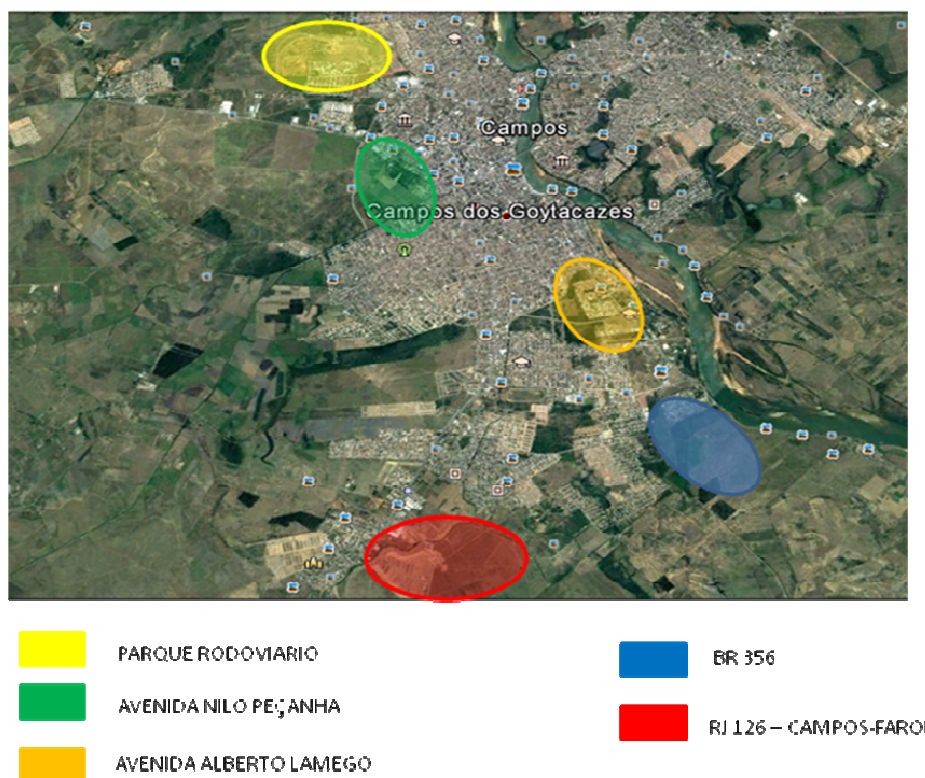 Campos
Campos dos Goytacazes
PARQUE RODOVIARIO
AVENIDA NILO PEÇANHA
AVENIDA ALBERTO LAMEGO
BR 356
RJ 126 – CAMPOS-FAROL